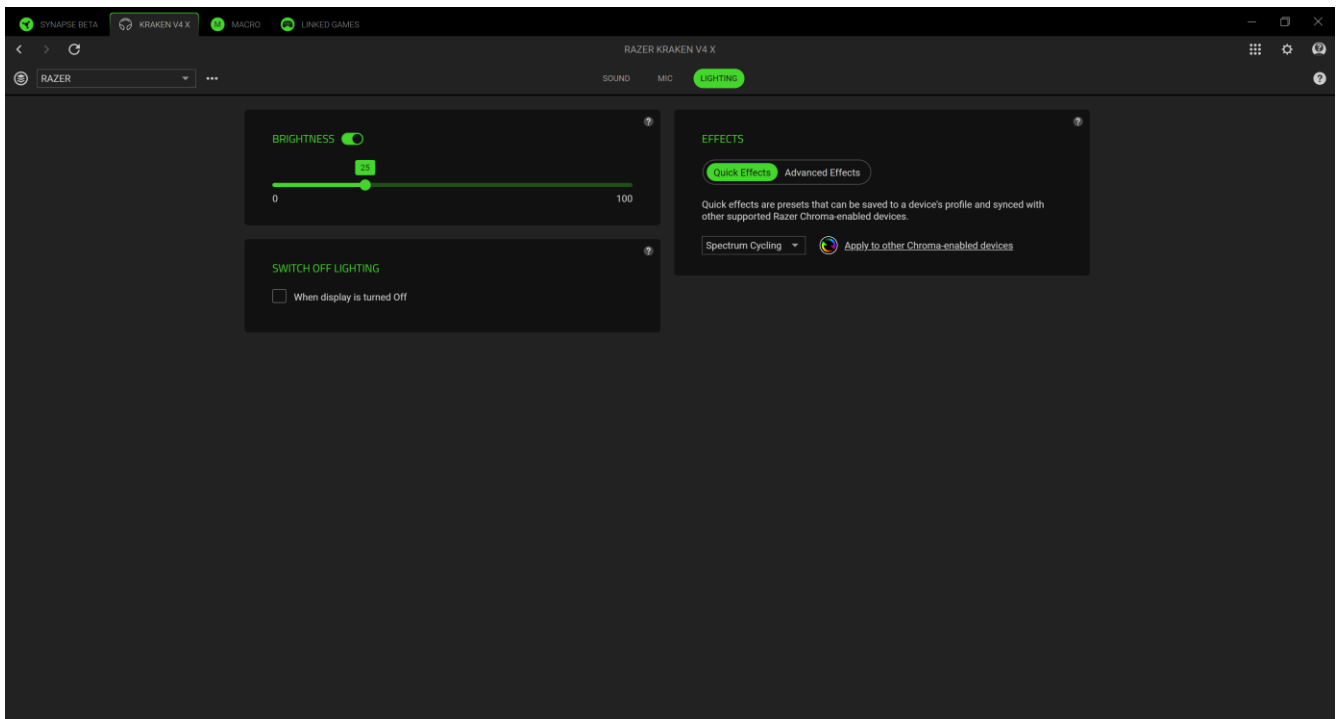 SYNAPSE BETA KRAKEN V4 X M MACRO LINKED GAMES
RAZER KRAKEN V4 X
RAZER SOUND MIC LIGHTING ?
?
BRIGHTNESS
25
0 100
?
SWITCH OFF LIGHTING
When display is turned Off
?
EFFECTS
Quick Effects Advanced Effects
Quick effects are presets that can be saved to a device's profile and synced with
other supported Razer Chroma-enabled devices.
Spectrum Cycling Apply to other Chroma-enabled devices